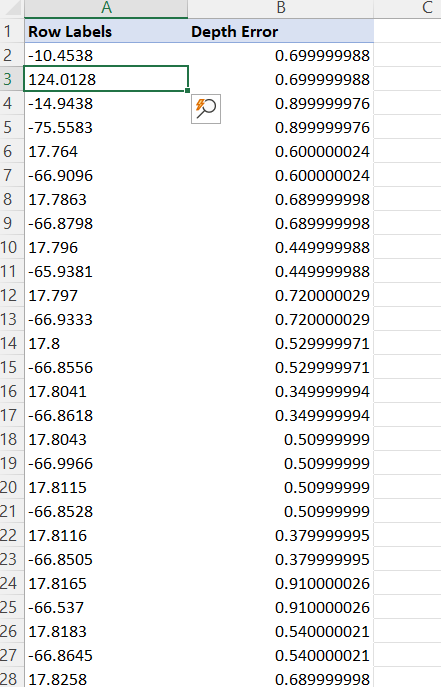 A B C
1 Row Labels Depth Error
2 -10.4538 0.699999988
3 124.0128 0.699999988
4 -14.9438 0.899999976
5 -75.5583 0.899999976
6 17.764 0.600000024
7 -66.9096 0.600000024
8 17.7863 0.689999998
9 -66.8798 0.689999998
10 17.796 0.449999988
11 -65.9381 0.449999988
12 17.797 0.720000029
13 -66.9333 0.720000029
14 17.8 0.529999971
15 -66.8556 0.529999971
16 17.8041 0.349999994
17 -66.8618 0.349999994
18 17.8043 0.50999999
19 -66.9966 0.50999999
20 17.8115 0.50999999
21 -66.8528 0.50999999
22 17.8116 0.379999995
23 -66.8505 0.379999995
24 17.8165 0.910000026
25 -66.537 0.910000026
26 17.8183 0.540000021
27 -66.8645 0.540000021
28 17.8258 0.689999998